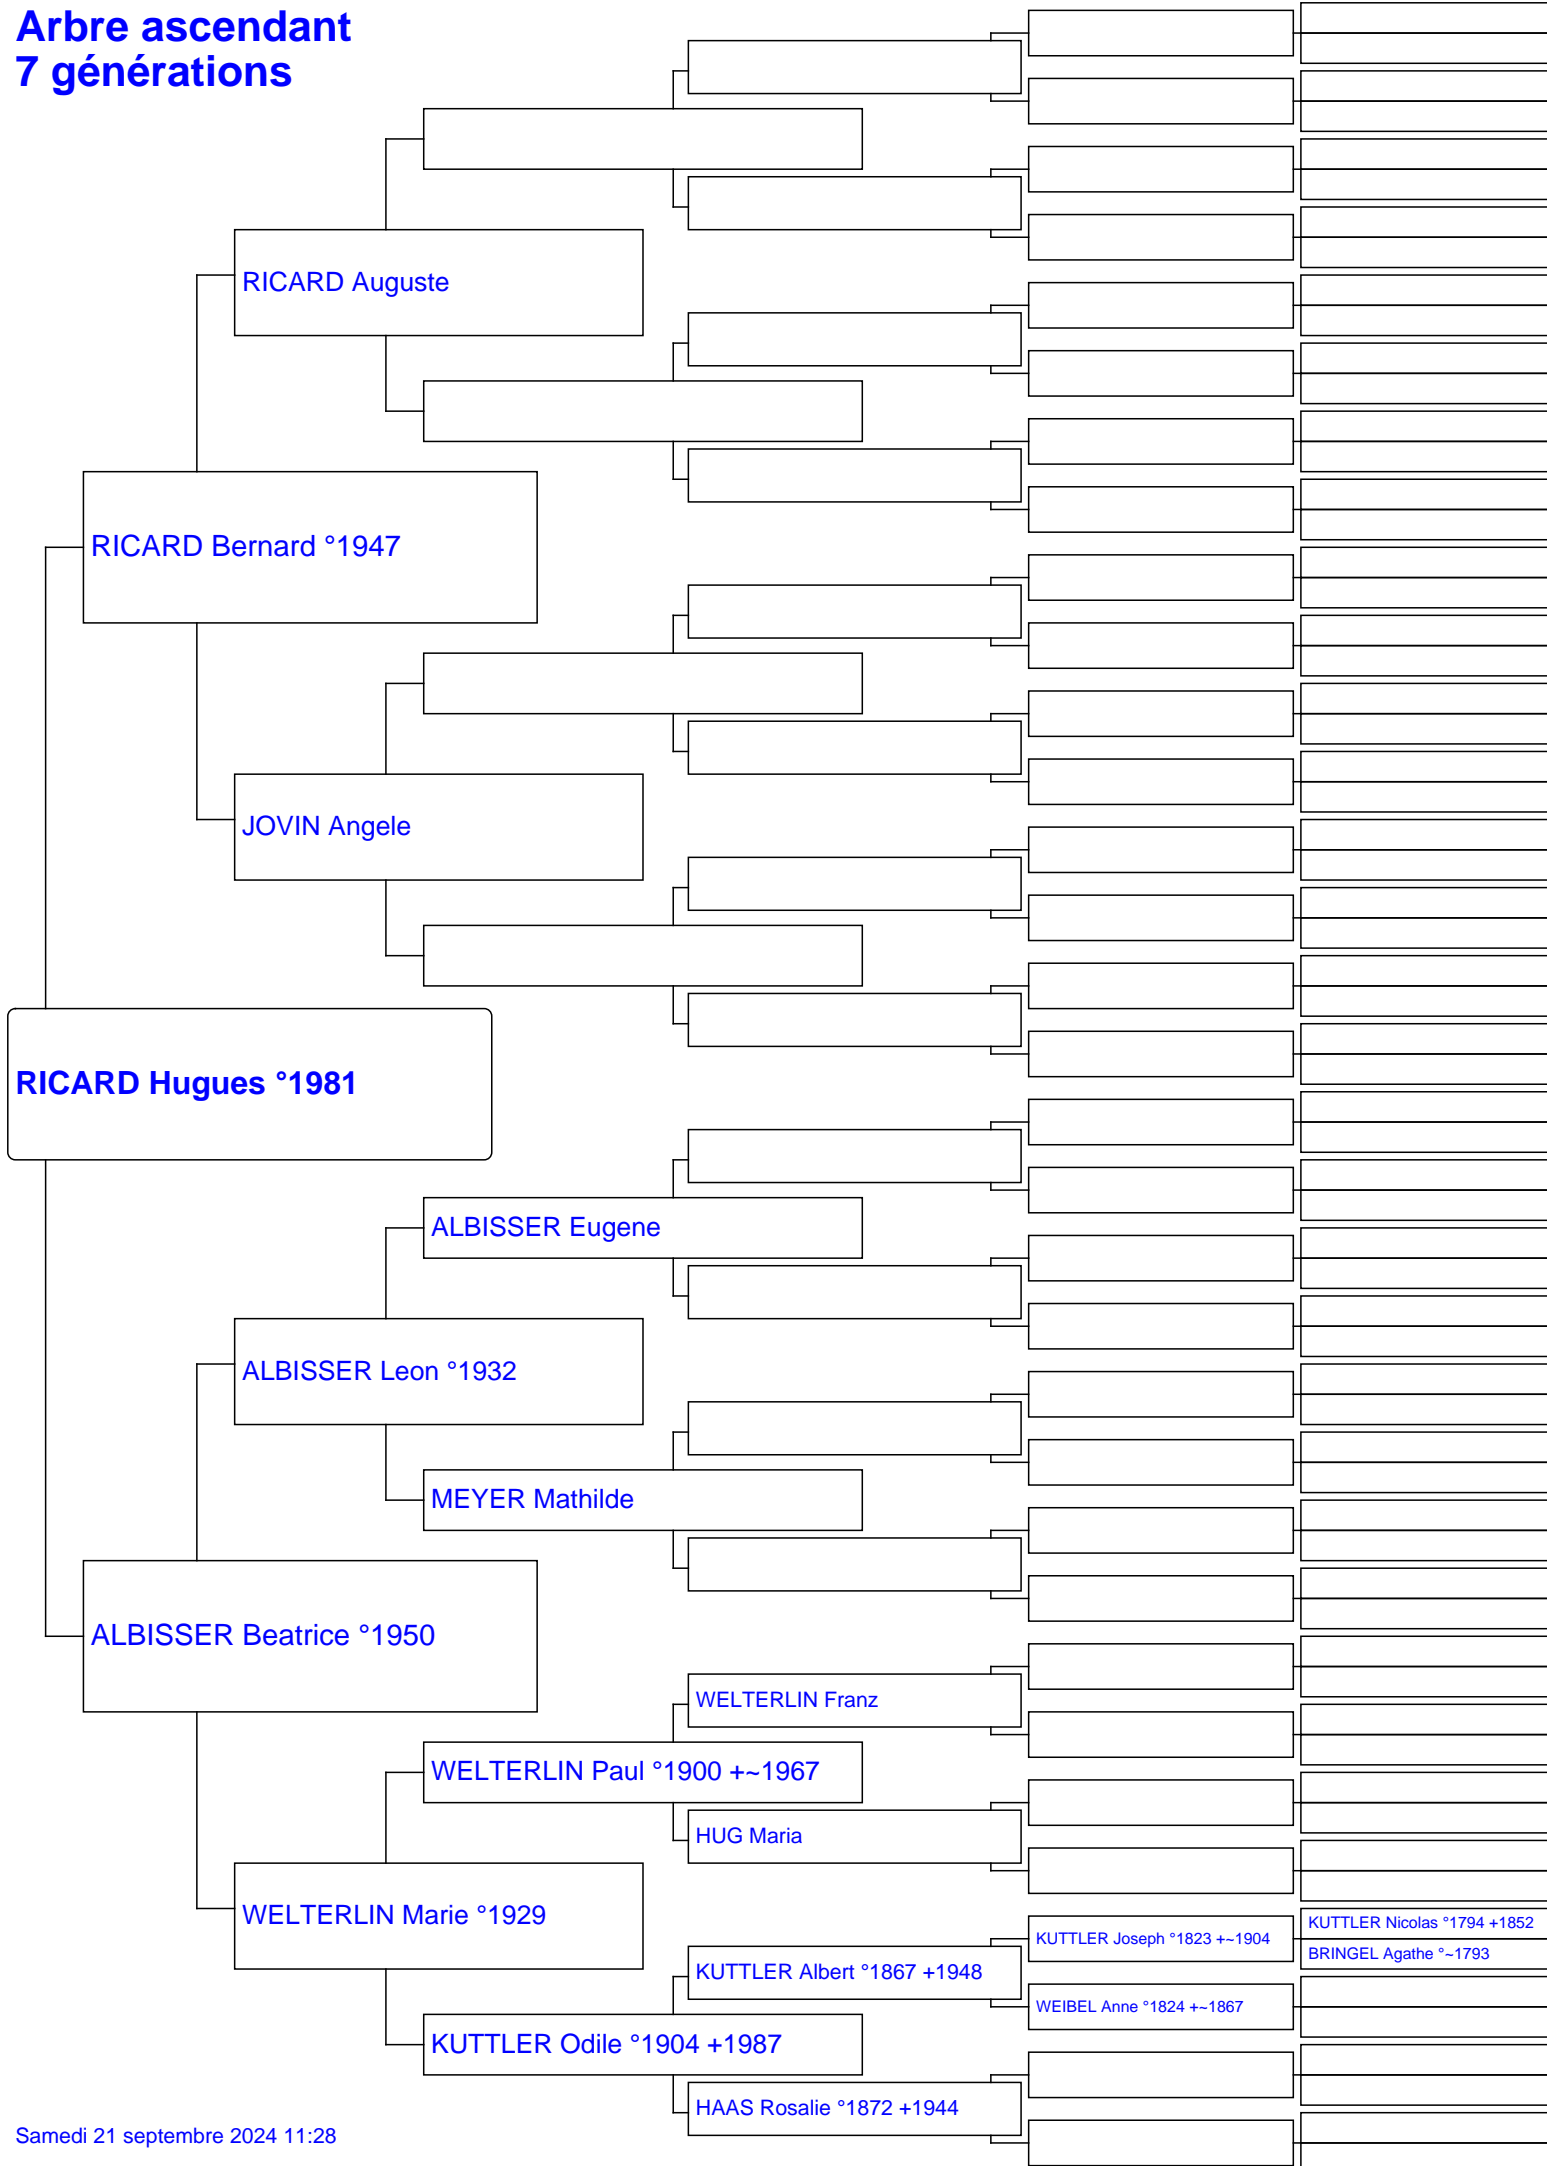 Arbre ascendant
7 générations
RICARD Auguste
RICARD Bernard °1947
JOVIN Angele
RICARD Hugues °1981
ALBISSER Eugene
ALBISSER Leon °1932
MEYER Mathilde
ALBISSER Beatrice °1950
WELTERLIN Franz
WELTERLIN Paul °1900 +~1967
HUG Maria
WELTERLIN Marie °1929
KUTTLER Nicolas °1794 +1852
KUTTLER Joseph °1823 +~1904
BRINGEL Agathe °~1793
KUTTLER Albert °1867 +1948
WEIBEL Anne °1824 +~1867
KUTTLER Odile °1904 +1987
HAAS Rosalie °1872 +1944
Samedi 21 septembre 2024 11:28